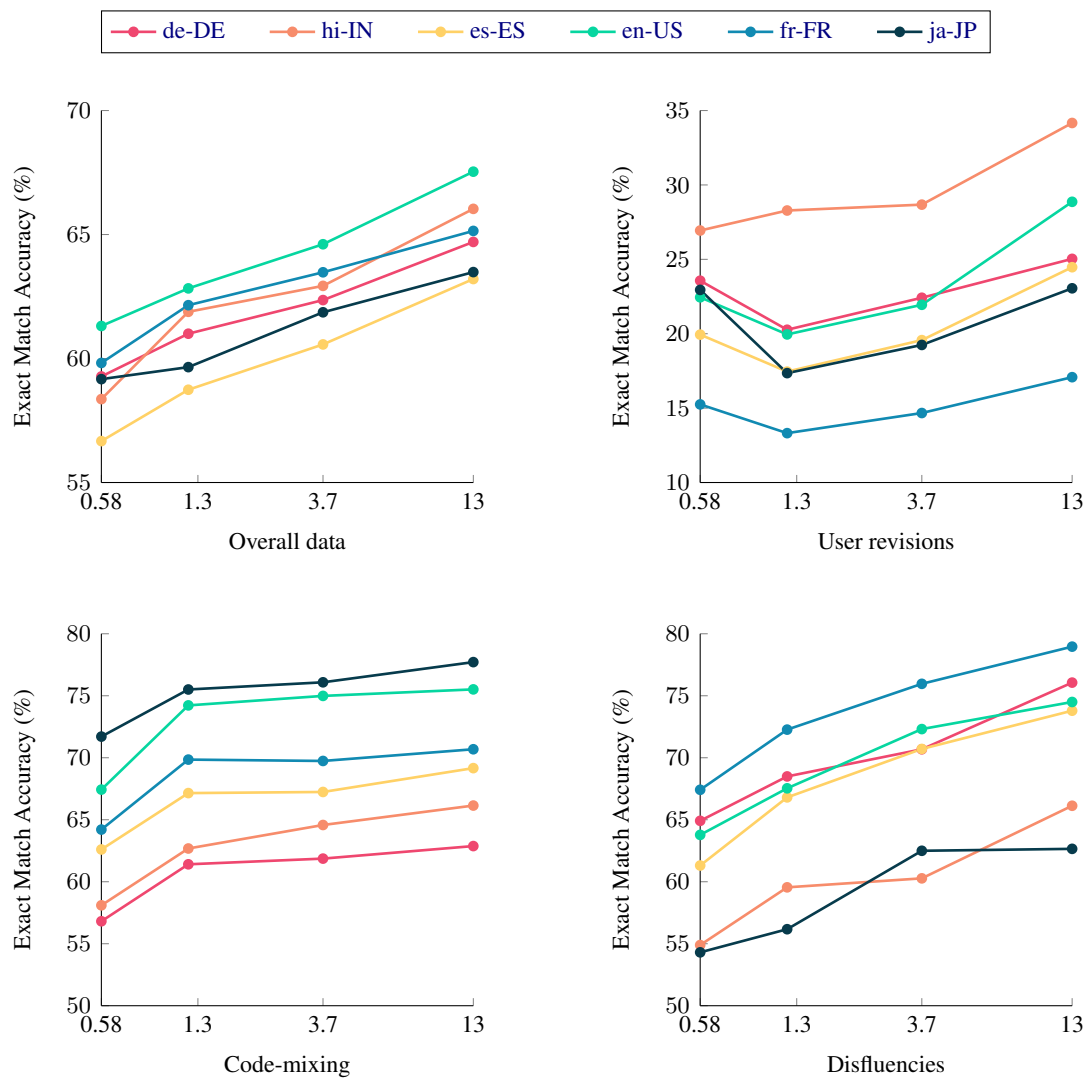 de-DE hi-IN es-ES en-US fr-FR ja-JP
70
65
60
55
Exact Match Accuracy (%)
0.58 1.3 3.7 13
Overall data
35
30
25
20
15
10
Exact Match Accuracy (%)
0.58 1.3 3.7 13
User revisions
80
75
70
65
60
55
50
Exact Match Accuracy (%)
0.58 1.3 3.7 13
Code-mixing
80
75
70
65
60
55
50
Exact Match Accuracy (%)
0.58 1.3 3.7 13
Disfluencies